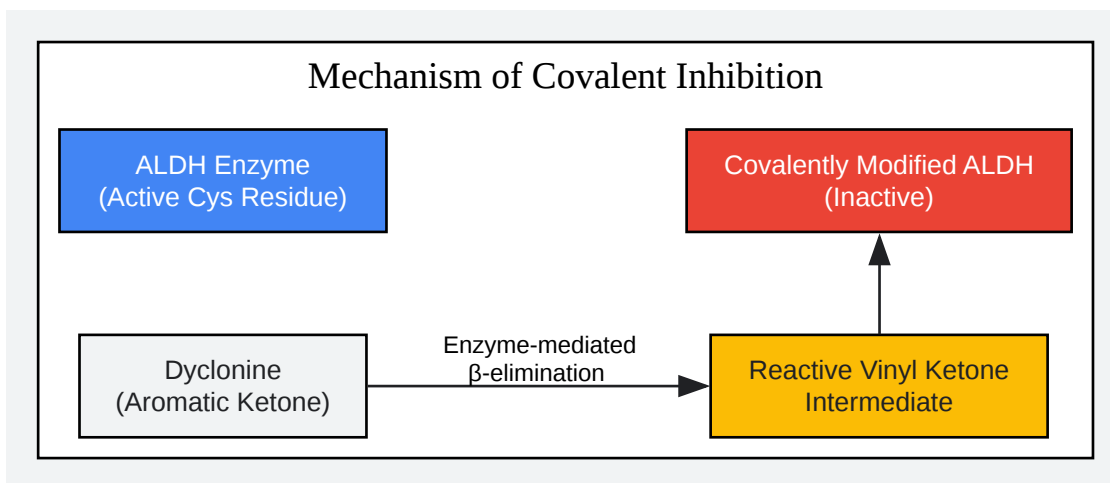 Mechanism of Covalent Inhibition
ALDH Enzyme
(Active Cys Residue)
Covalently Modified ALDH
(Inactive)
Dyclonine
(Aromatic Ketone)
Enzyme-mediated
β-elimination
Reactive Vinyl Ketone
Intermediate